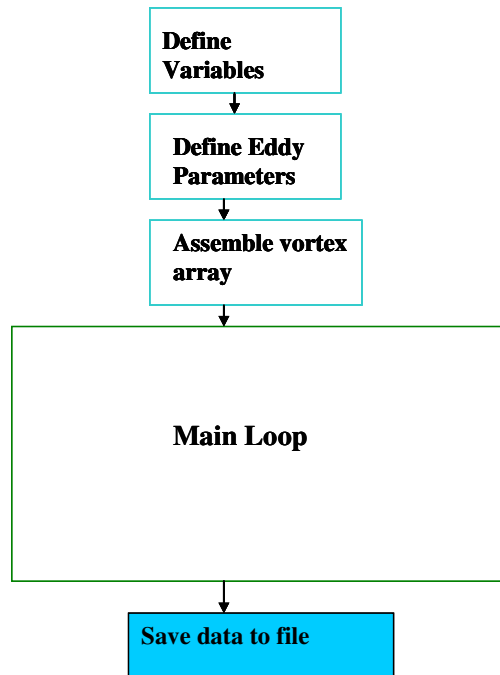 Define
Variables
Define Eddy
Parameters
Assemble vortex
array
Main Loop
Save data to file